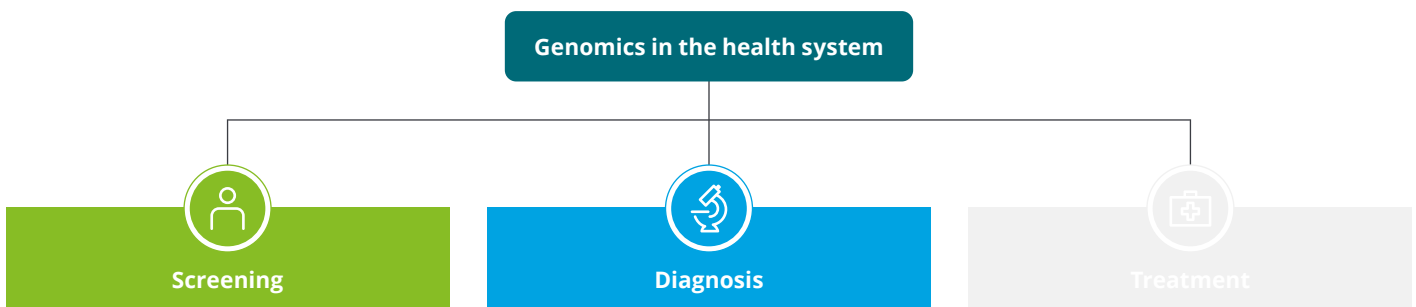 Genomics in the health system
Screening
Diagnosis
Treatment